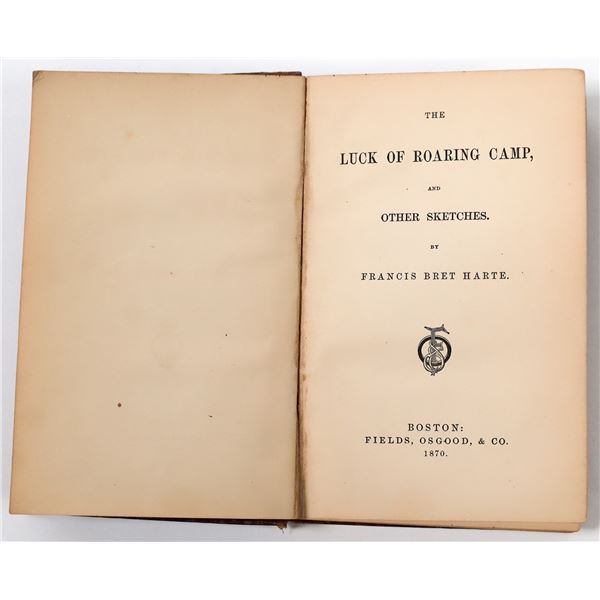 THE
LUCK OF ROARING CAMP,
AND
OTHER SKETCHES.
BY
FRANCIS BRET HARTE.
BOSTON:
FIELDS, OSGOOD, & CO.
1870.